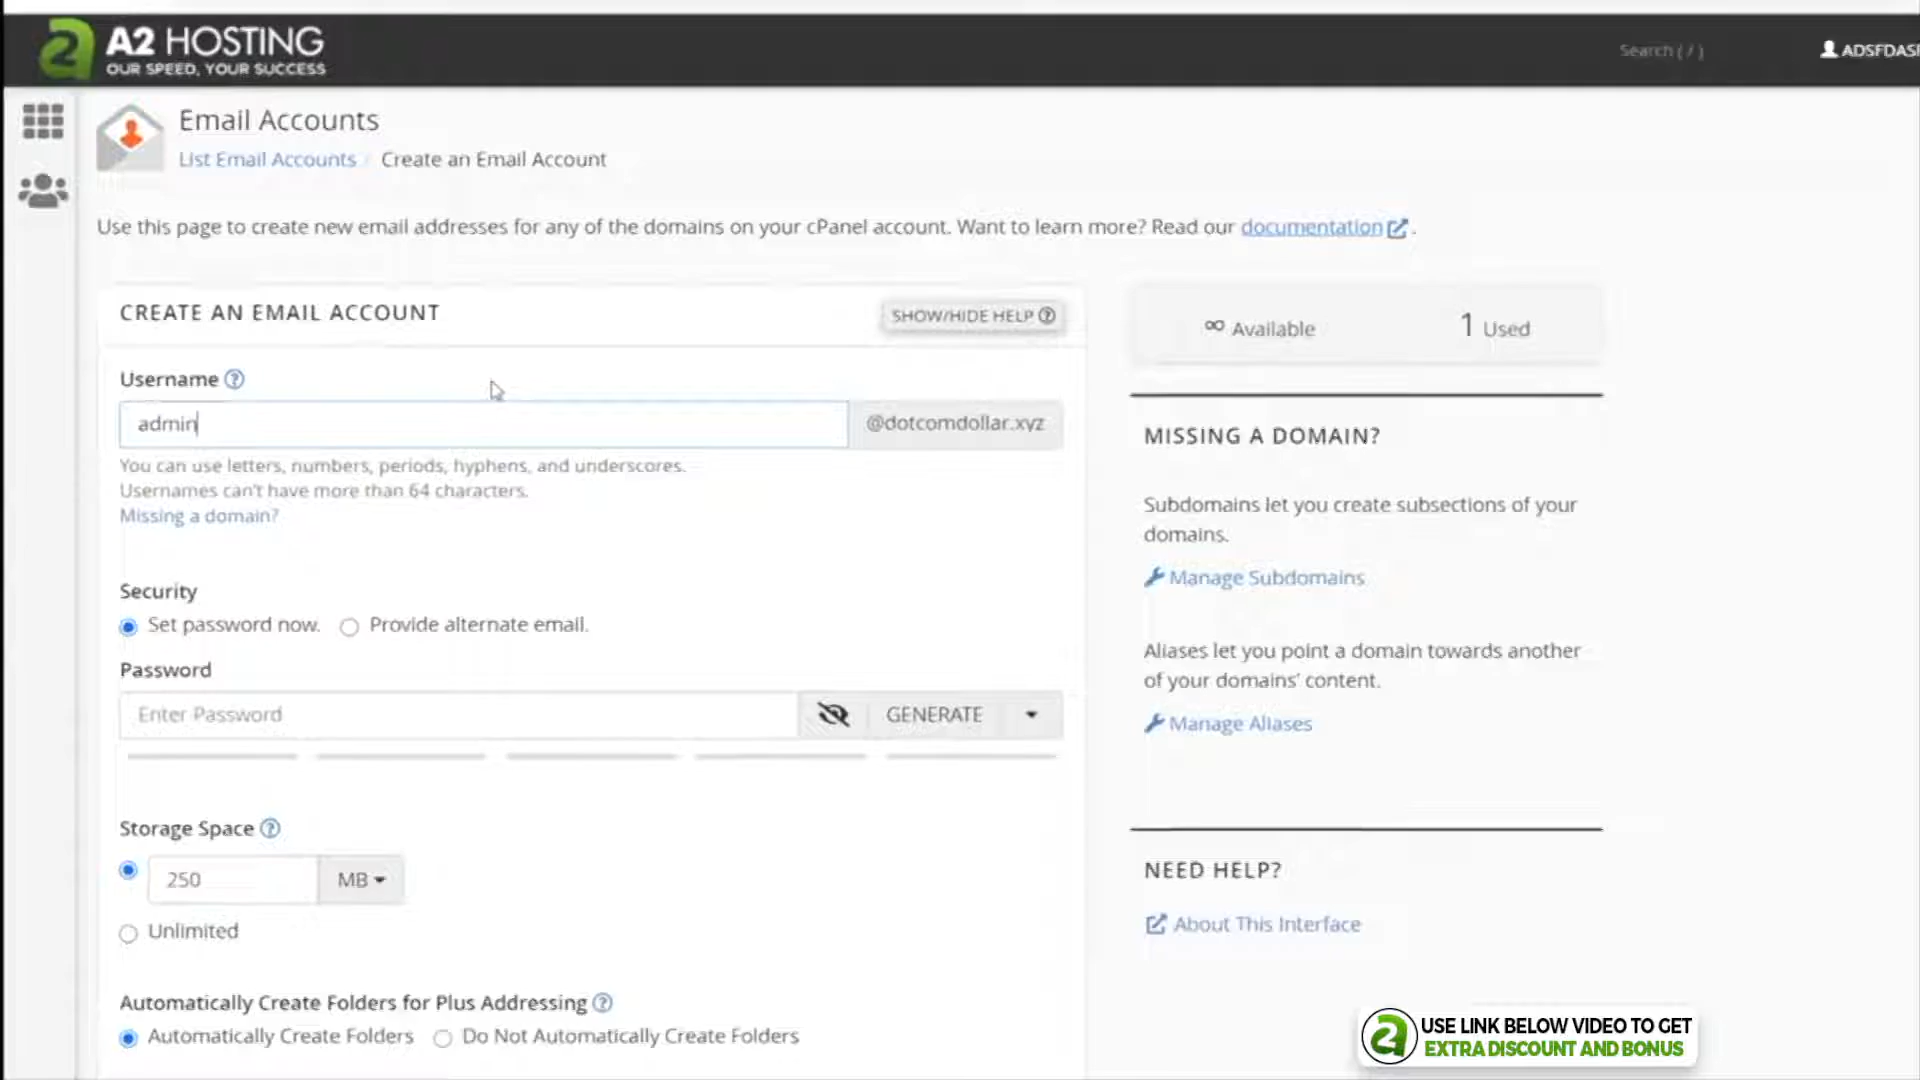 A2 HOSTING
OUR SPEED, YOUR SUCCESS
Search ( / )
Email Accounts
List Email Accounts / Create an Email Account
Use this page to create new email addresses for any of the domains on your cPanel account. Want to learn more? Read our documentation .
CREATE AN EMAIL ACCOUNT
SHOW/HIDE HELP
Username
admin
@dotcomdollar.xyz
You can use letters, numbers, periods, hyphens, and underscores.
Usernames can't have more than 64 characters.
Missing a domain?
Security
Set password now.
Provide alternate email.
Password
Enter Password
GENERATE
Storage Space
250
MB
Unlimited
Automatically Create Folders for Plus Addressing
Automatically Create Folders
Do Not Automatically Create Folders
∞ Available
1 Used
MISSING A DOMAIN?
Subdomains let you create subsections of your
domains.
Manage Subdomains
Aliases let you point a domain towards another
of your domains' content.
Manage Aliases
NEED HELP?
About This Interface
USE LINK BELOW VIDEO TO GET
EXTRA DISCOUNT AND BONUS